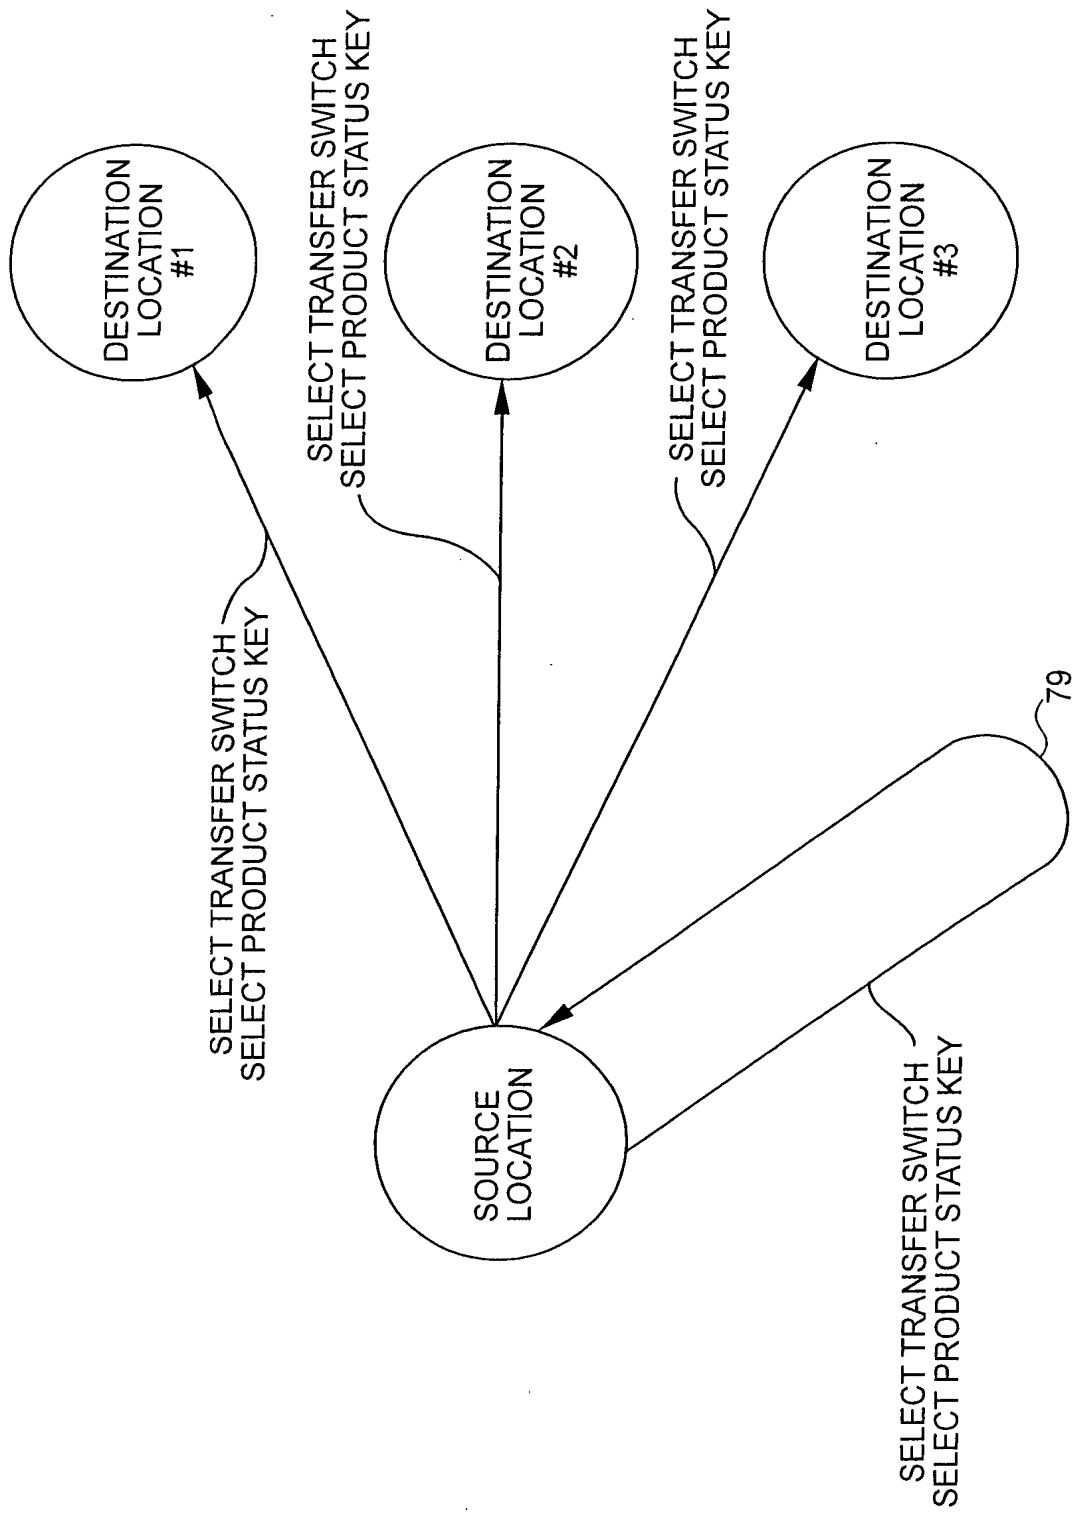 SELECT TRANSFER SWITCH
SELECT PRODUCT STATUS KEY
DESTINATION
LOCATION
#1
SELECT TRANSFER SWITCH
SELECT PRODUCT STATUS KEY
DESTINATION
LOCATION
#2
SELECT TRANSFER SWITCH
SELECT PRODUCT STATUS KEY
DESTINATION
LOCATION
#3
SOURCE
LOCATION
SELECT TRANSFER SWITCH
SELECT PRODUCT STATUS KEY
79